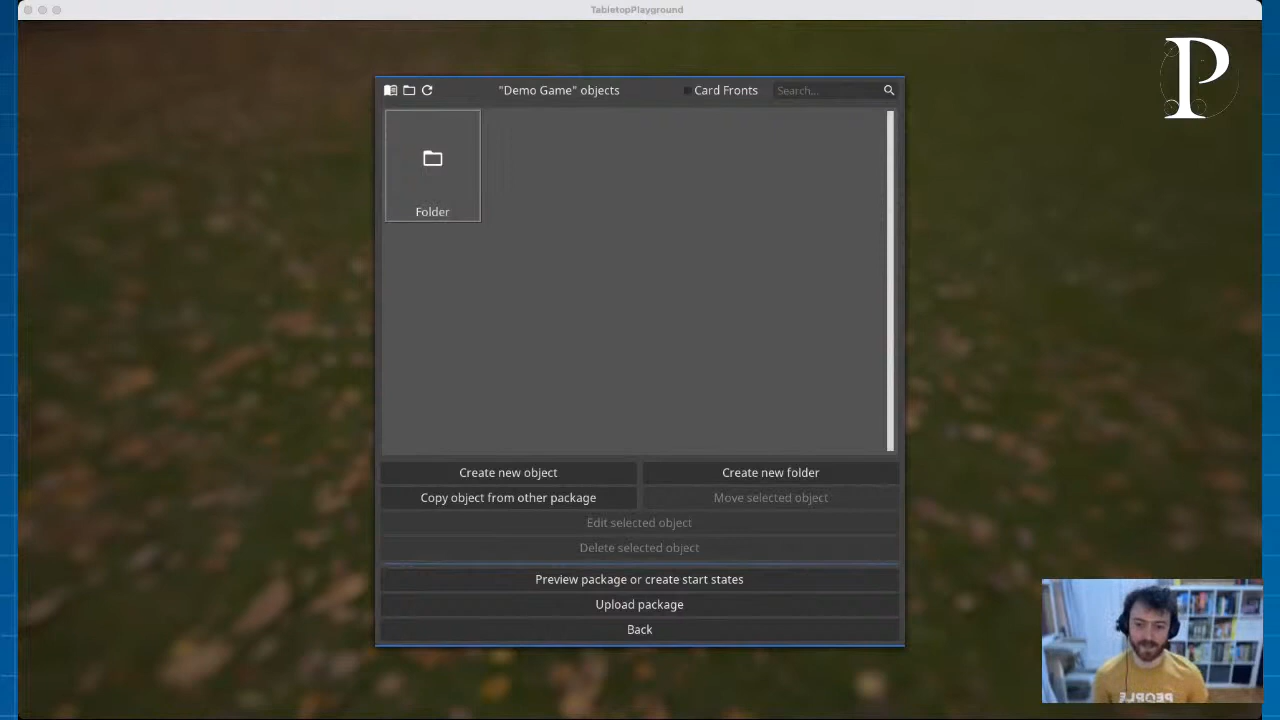 TabletopPlayground
P
"Demo Game" objects
Card Fronts
Search...
Folder
Create new object
Create new folder
Copy object from other package
Move selected object
Edit selected object
Delete selected object
Preview package or create start states
Upload package
Back
PEOPLE